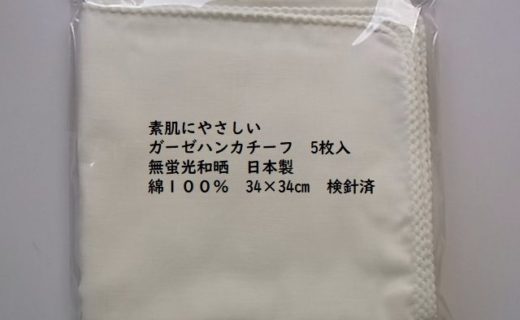 素肌にやさしい
ガーゼハンカチーフ　5枚入
無蛍光和晒　日本製
綿１００％　34×34㎝　検針済